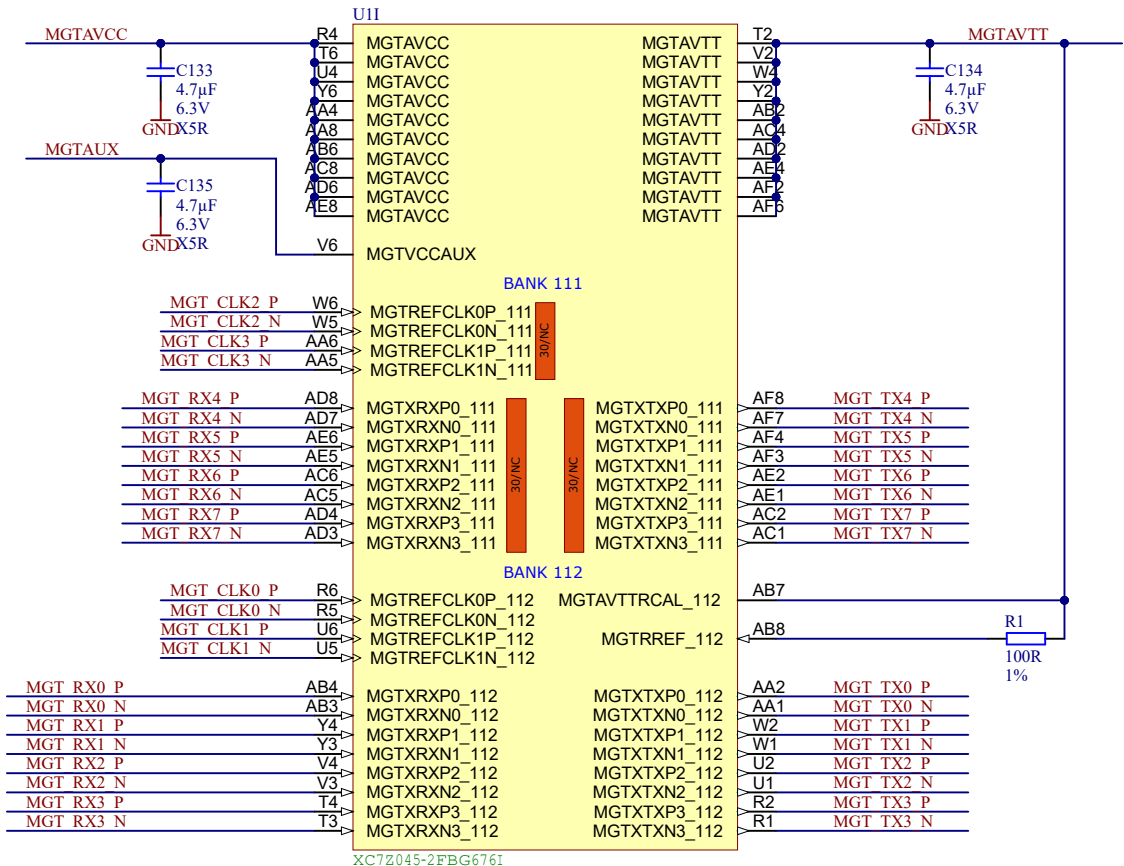 U1I
MGTAVCC R4 MGTAVCC MGTAVTT T2 MGTAVTT
T6 MGTAVCC MGTAVTT V2
C133 U4 MGTAVCC MGTAVTT W4 C134
4.7µF Y6 MGTAVCC MGTAVTT Y2 4.7µF
6.3V AA4 MGTAVCC MGTAVTT AB2 6.3V
GND X5R AA8 MGTAVCC MGTAVTT AC4 GND X5R
MGTAUX AB6 MGTAVCC MGTAVTT AD2
C135 AC8 MGTAVCC MGTAVTT AE4
4.7µF AD6 MGTAVCC MGTAVTT AF2
6.3V AE8 MGTAVCC MGTAVTT AF6
GND X5R V6 MGTVCCAUX
BANK 111
MGT_CLK2_P W6 MGTREFCLK0P_111
MGT_CLK2_N W5 MGTREFCLK0N_111
30/NC
MGT_CLK3_P AA6 MGTREFCLK1P_111
MGT_CLK3_N AA5 MGTREFCLK1N_111
MGT_RX4_P AD8 MGTXRXP0_111 MGTXTXP0_111 AF8 MGT_TX4_P
MGT_RX4_N AD7 MGTXRXN0_111 MGTXTXN0_111 AF7 MGT_TX4_N
MGT_RX5_P AE6 MGTXRXP1_111 MGTXTXP1_111 AF4 MGT_TX5_P
MGT_RX5_N AE5 MGTXRXN1_111 MGTXTXN1_111 AF3 MGT_TX5_N
30/NC 30/NC
MGT_RX6_P AC6 MGTXRXP2_111 MGTXTXP2_111 AE2 MGT_TX6_P
MGT_RX6_N AC5 MGTXRXN2_111 MGTXTXN2_111 AE1 MGT_TX6_N
MGT_RX7_P AD4 MGTXRXP3_111 MGTXTXP3_111 AC2 MGT_TX7_P
MGT_RX7_N AD3 MGTXRXN3_111 MGTXTXN3_111 AC1 MGT_TX7_N
BANK 112
MGT_CLK0_P R6 MGTREFCLK0P_112 MGTAVTTRCAL_112 AB7
MGT_CLK0_N R5 MGTREFCLK0N_112 R1
MGT_CLK1_P U6 MGTREFCLK1P_112 MGTRREF_112 AB8
MGT_CLK1_N U5 MGTREFCLK1N_112 100R
1%
MGT_RX0_P AB4 MGTXRXP0_112 MGTXTXP0_112 AA2 MGT_TX0_P
MGT_RX0_N AB3 MGTXRXN0_112 MGTXTXN0_112 AA1 MGT_TX0_N
MGT_RX1_P Y4 MGTXRXP1_112 MGTXTXP1_112 W2 MGT_TX1_P
MGT_RX1_N Y3 MGTXRXN1_112 MGTXTXN1_112 W1 MGT_TX1_N
MGT_RX2_P V4 MGTXRXP2_112 MGTXTXP2_112 U2 MGT_TX2_P
MGT_RX2_N V3 MGTXRXN2_112 MGTXTXN2_112 U1 MGT_TX2_N
MGT_RX3_P T4 MGTXRXP3_112 MGTXTXP3_112 R2 MGT_TX3_P
MGT_RX3_N T3 MGTXRXN3_112 MGTXTXN3_112 R1 MGT_TX3_N
XC7Z045-2FBG676I